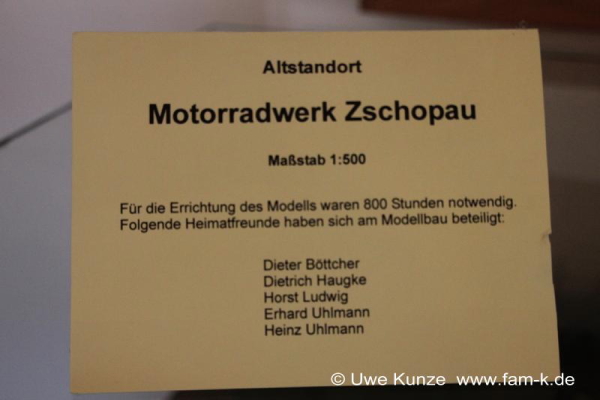 Altstandort
Motorradwerk Zschopau
Maßstab 1:500
Für die Errichtung des Modells waren 800 Stunden notwendig.
Folgende Heimatfreunde haben sich am Modellbau beteiligt:
Dieter Böttcher
Dietrich Haugke
Horst Ludwig
Erhard Uhlmann
Heinz Uhlmann
© Uwe Kunze www.fam-k.de